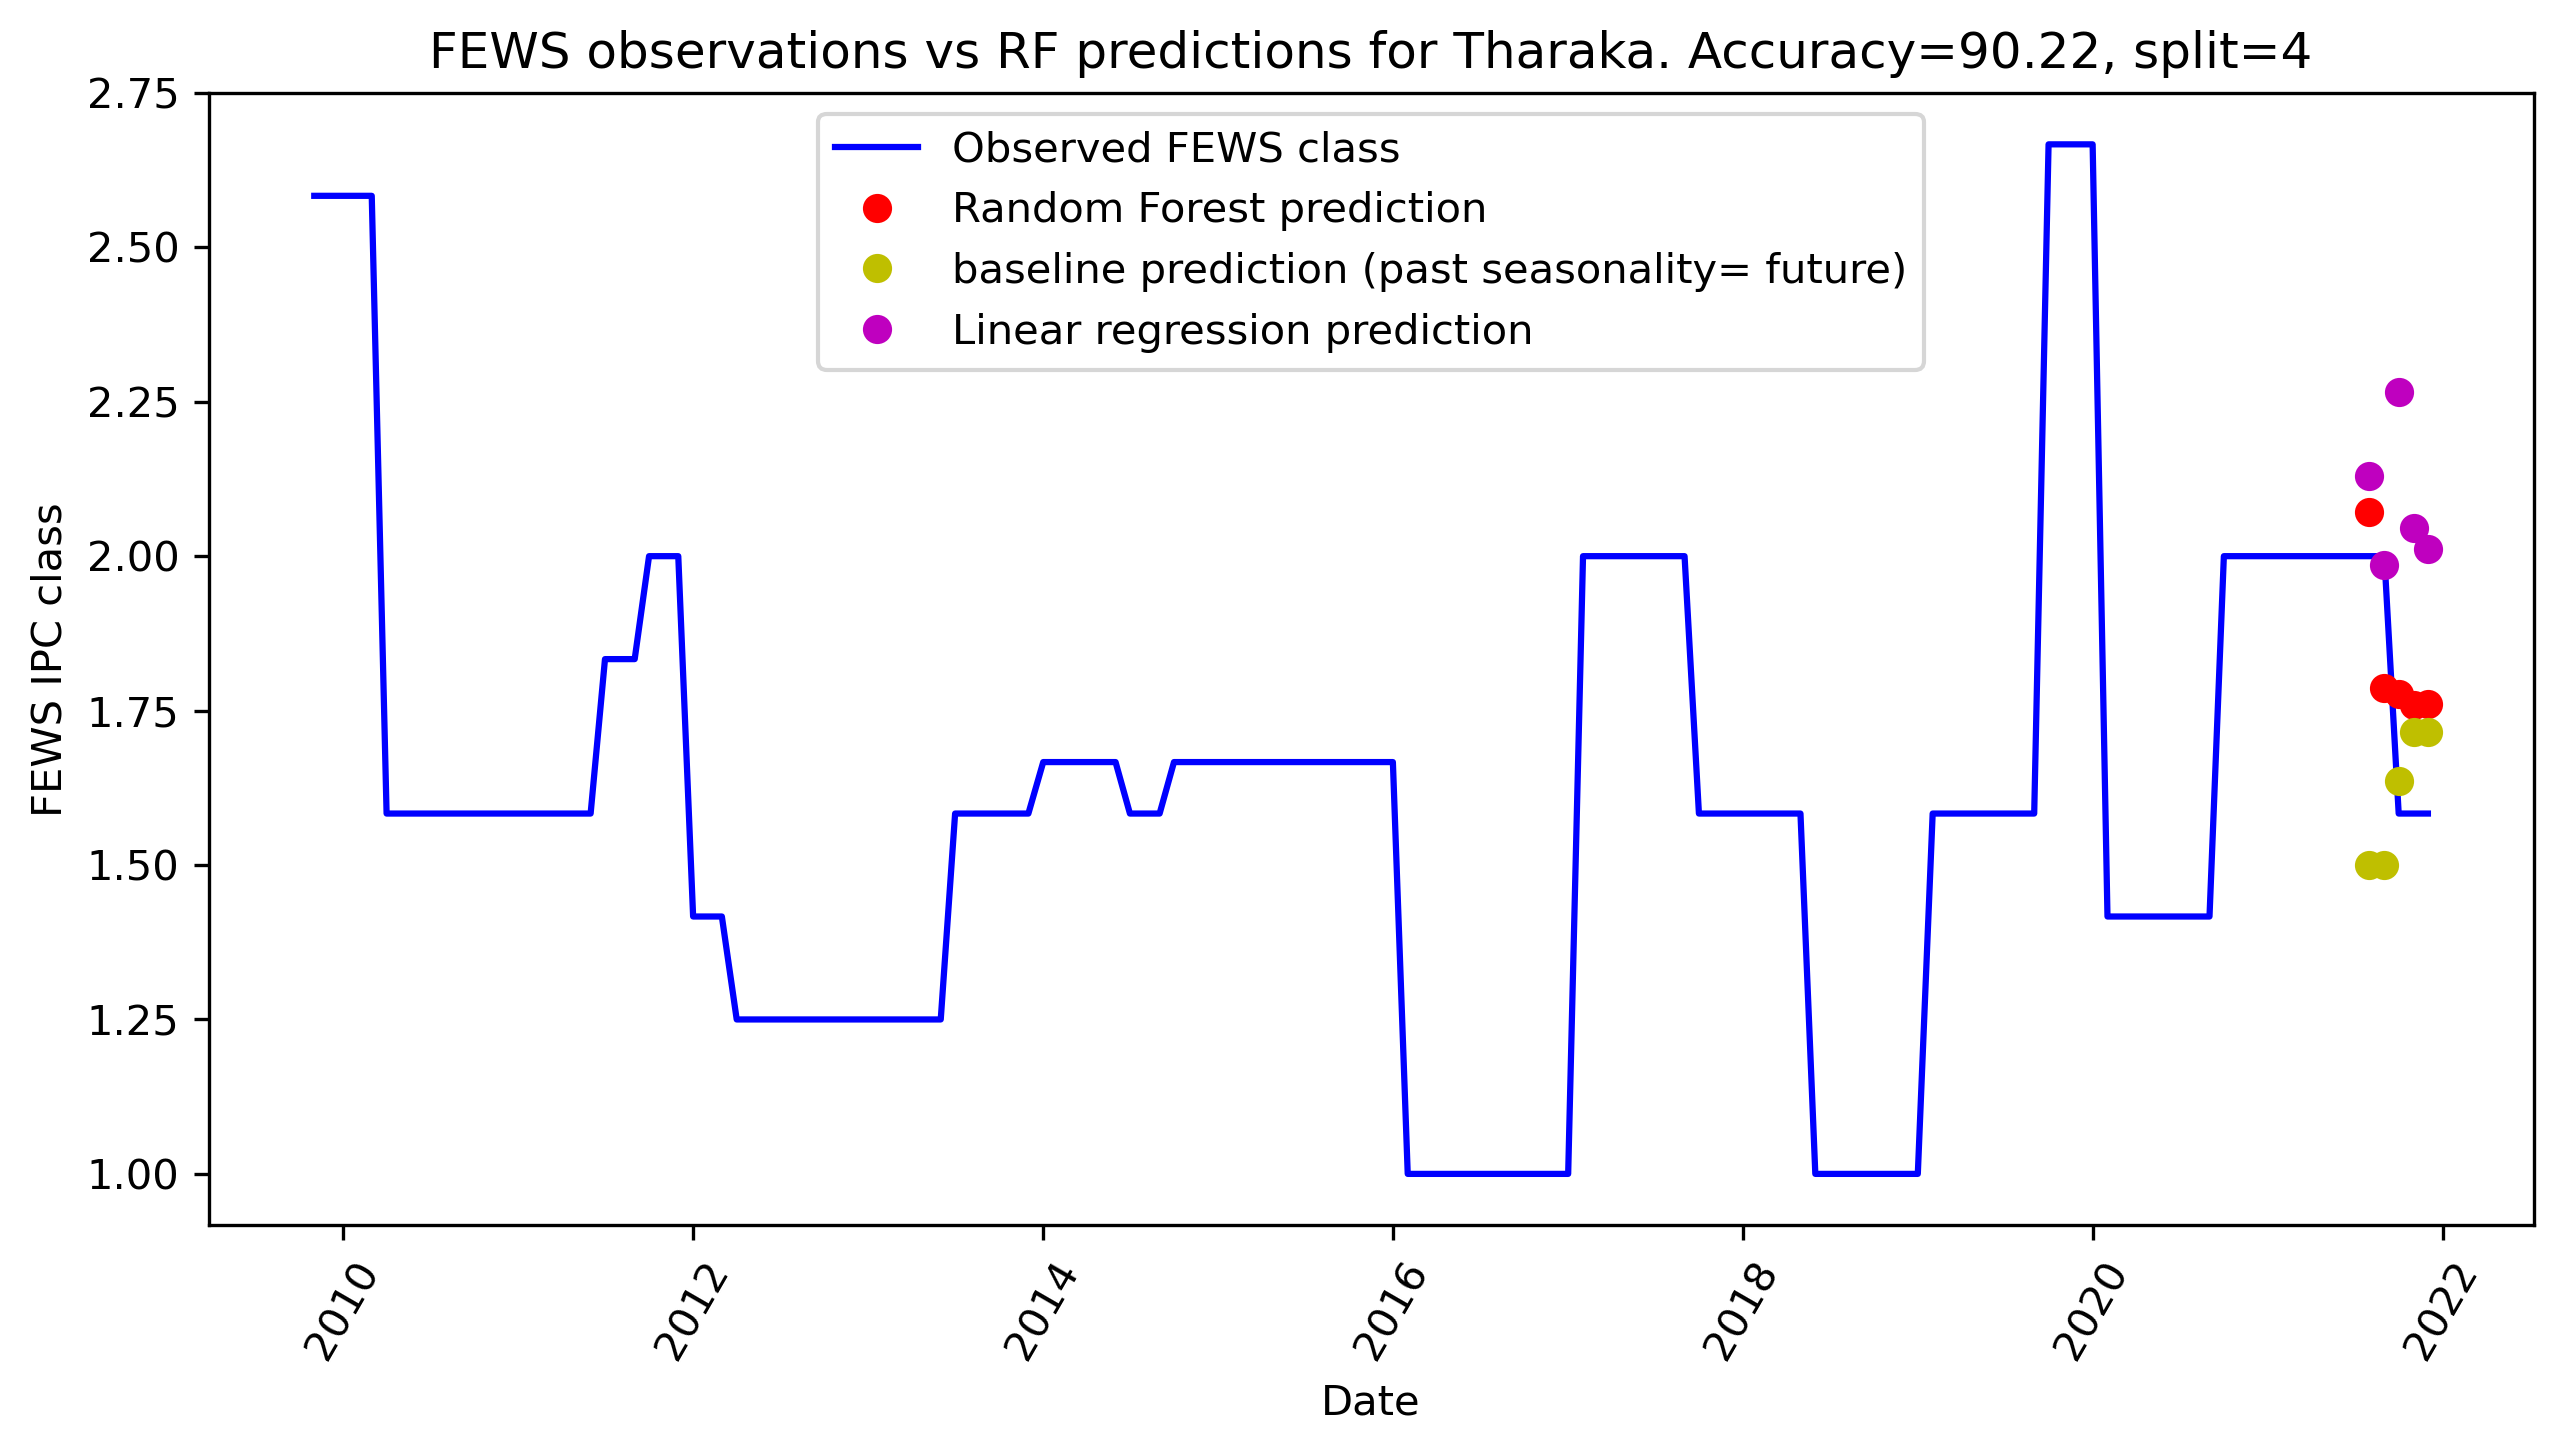 FEWS observations vs RF predictions for Tharaka. Accuracy=90.22, split=4
2.75
2.50
2.25
2.00
1.75
1.50
1.25
1.00
FEWS IPC class
Observed FEWS class
Random Forest prediction
baseline prediction (past seasonality= future)
Linear regression prediction
2010
2012
2014
2016
2018
2020
2022
Date